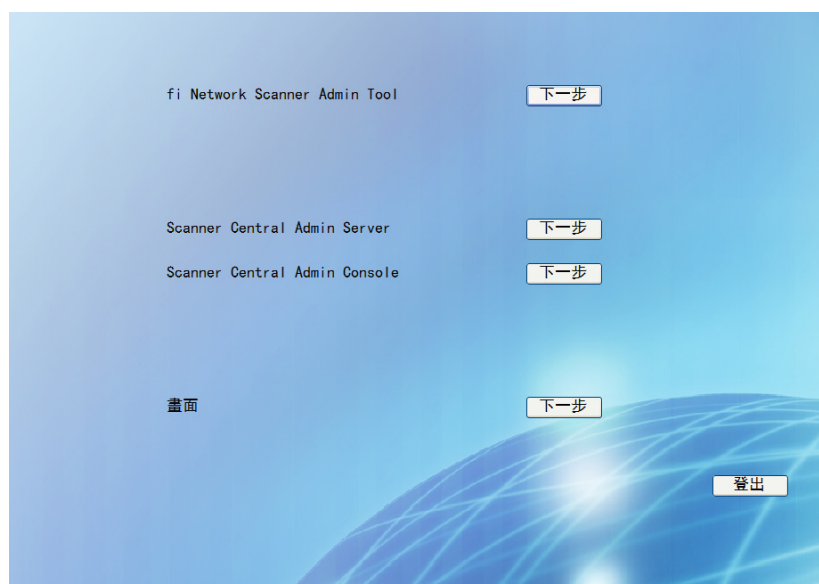 fi Network Scanner Admin Tool 下一步
Scanner Central Admin Server 下一步
Scanner Central Admin Console 下一步
畫面 下一步
登出